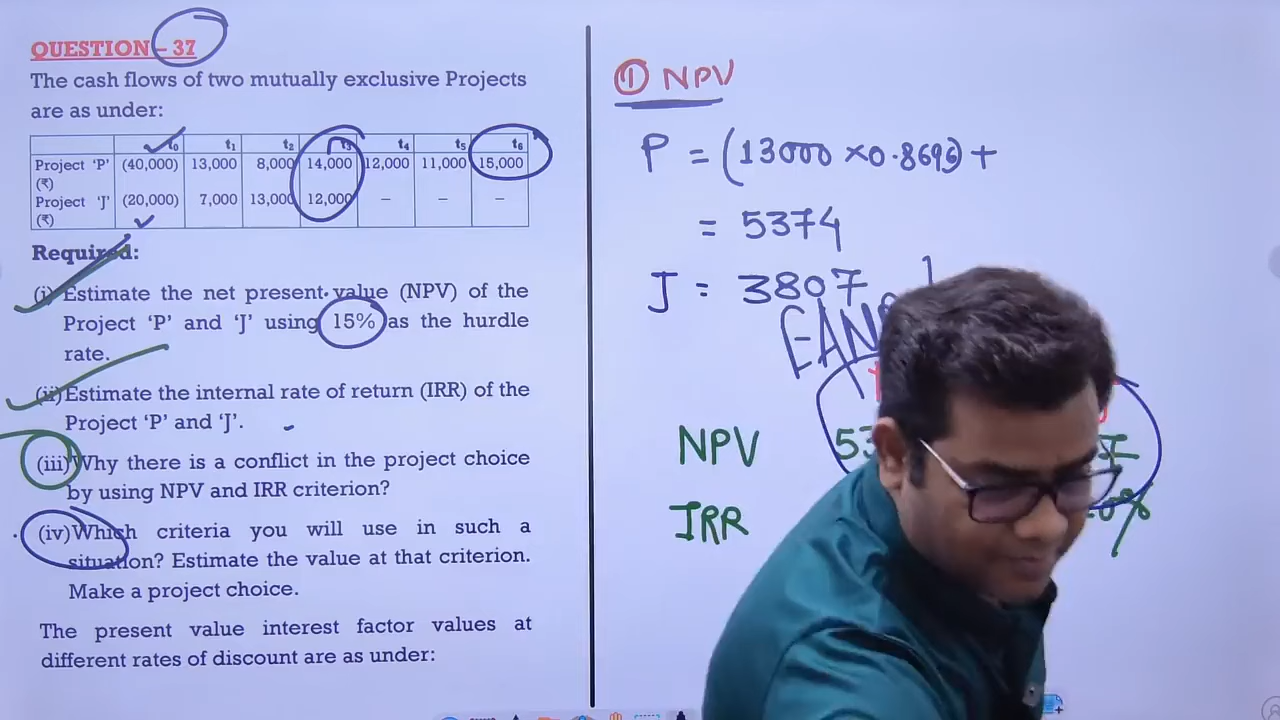 QUESTION – 37
The cash flows of two mutually exclusive Projects
are as under:
t₀ t₁ t₂ t₃ t₄ t₅ t₆
Project 'P' (₹) (40,000) 13,000 8,000 14,000 12,000 11,000 15,000
Project 'J' (₹) (20,000) 7,000 13,000 12,000 – – –
Required:
(i) Estimate the net present value (NPV) of the
Project 'P' and 'J' using 15% as the hurdle
rate.
(ii) Estimate the internal rate of return (IRR) of the
Project 'P' and 'J'.
(iii) Why there is a conflict in the project choice
by using NPV and IRR criterion?
(iv) Which criteria you will use in such a
situation? Estimate the value at that criterion.
Make a project choice.
The present value interest factor values at
different rates of discount are as under:
① NPV
P = (13000 × 0.8696) +
= 5374
J = 3807
NPV
IRR